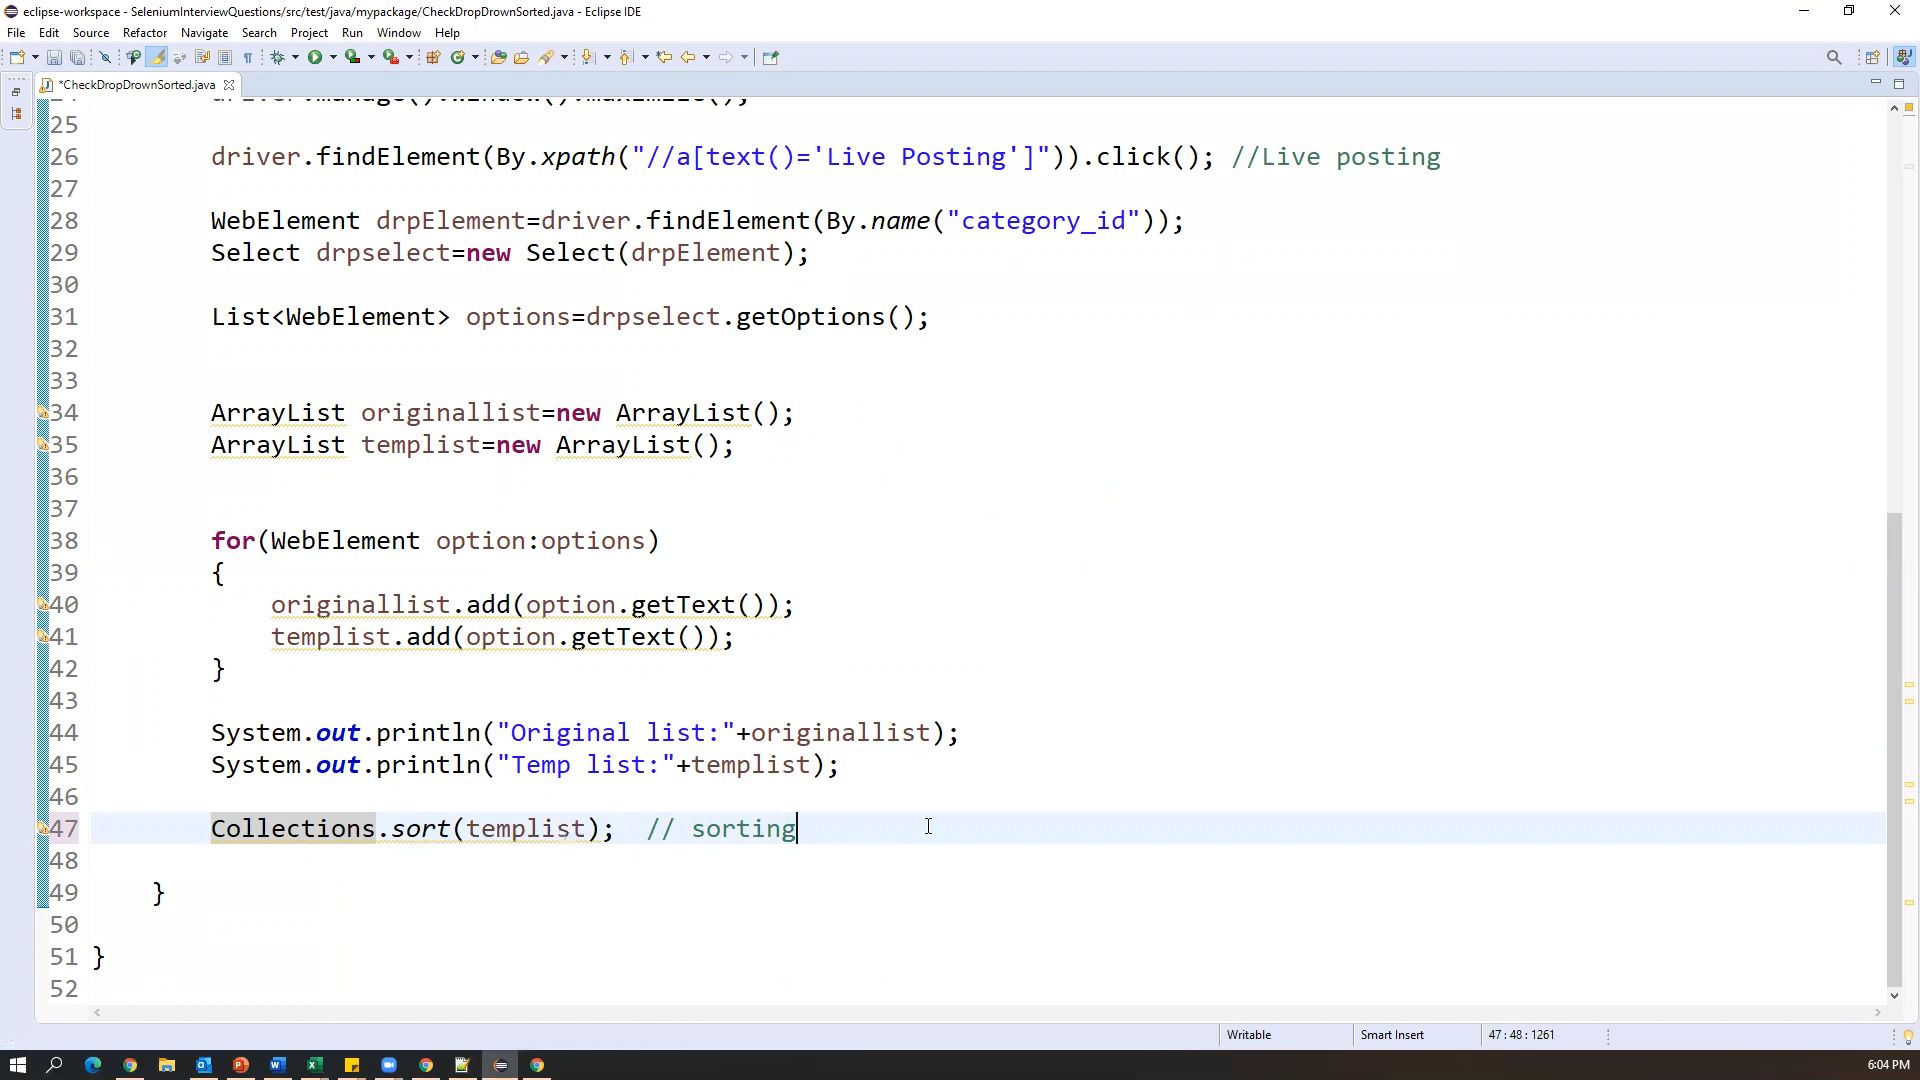 eclipse-workspace - SeleniumInterviewQuestions/src/test/java/mypackage/CheckDropDrownSorted.java - Eclipse IDE
File Edit Source Refactor Navigate Search Project Run Window Help
*CheckDropDrownSorted.java
25
26 driver.findElement(By.xpath("//a[text()='Live Posting']")).click(); //Live posting
27
28 WebElement drpElement=driver.findElement(By.name("category_id"));
29 Select drpselect=new Select(drpElement);
30
31 List<WebElement> options=drpselect.getOptions();
32
33
34 ArrayList originallist=new ArrayList();
35 ArrayList templist=new ArrayList();
36
37
38 for(WebElement option:options)
39 {
40 originallist.add(option.getText());
41 templist.add(option.getText());
42 }
43
44 System.out.println("Original list:"+originallist);
45 System.out.println("Temp list:"+templist);
46
47 Collections.sort(templist); // sorting
48
49 }
50
51 }
52
Writable Smart Insert 47 : 48 : 1261
6:04 PM